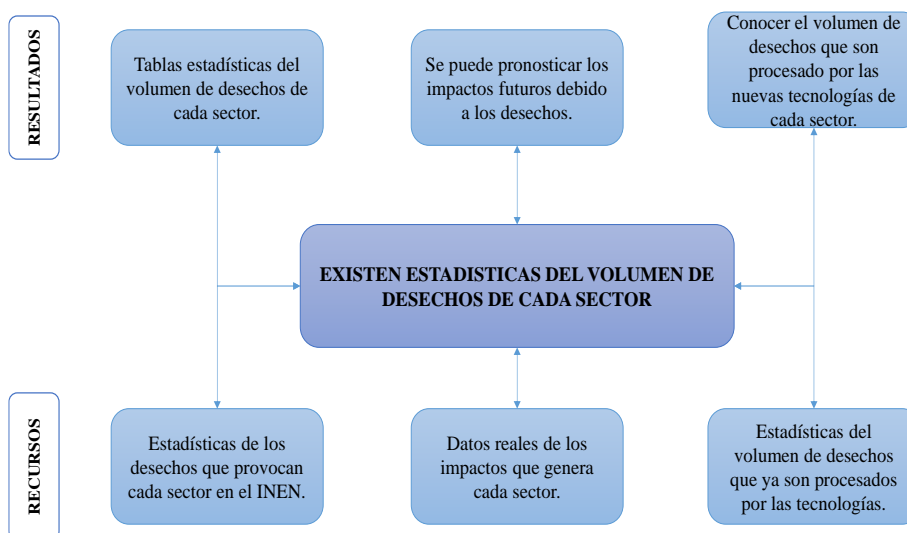 RESULTADOS
Tablas estadísticas del
volumen de desechos de
cada sector.
Se puede pronosticar los
impactos futuros debido
a los desechos.
Conocer el volumen de
desechos que son
procesado por las
nuevas tecnologías de
cada sector.
EXISTEN ESTADISTICAS DEL VOLUMEN DE
DESECHOS DE CADA SECTOR
RECURSOS
Estadísticas de los
desechos que provocan
cada sector en el INEN.
Datos reales de los
impactos que genera
cada sector.
Estadísticas del
volumen de desechos
que ya son procesados
por las tecnologías.